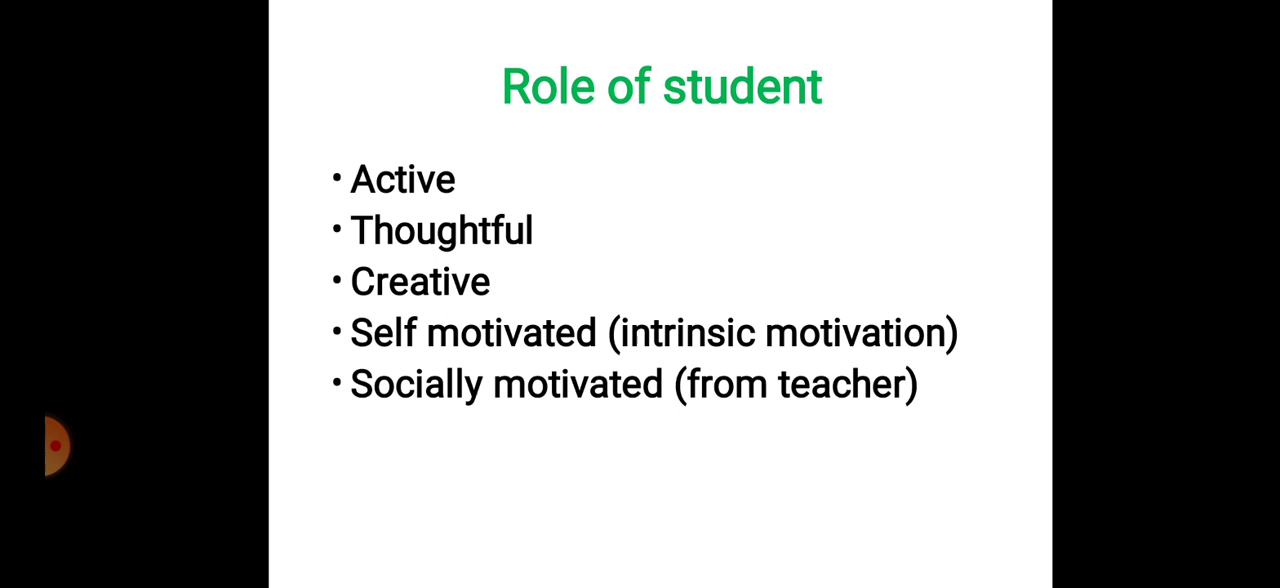 Role of student
• Active
• Thoughtful
• Creative
• Self motivated (intrinsic motivation)
• Socially motivated (from teacher)